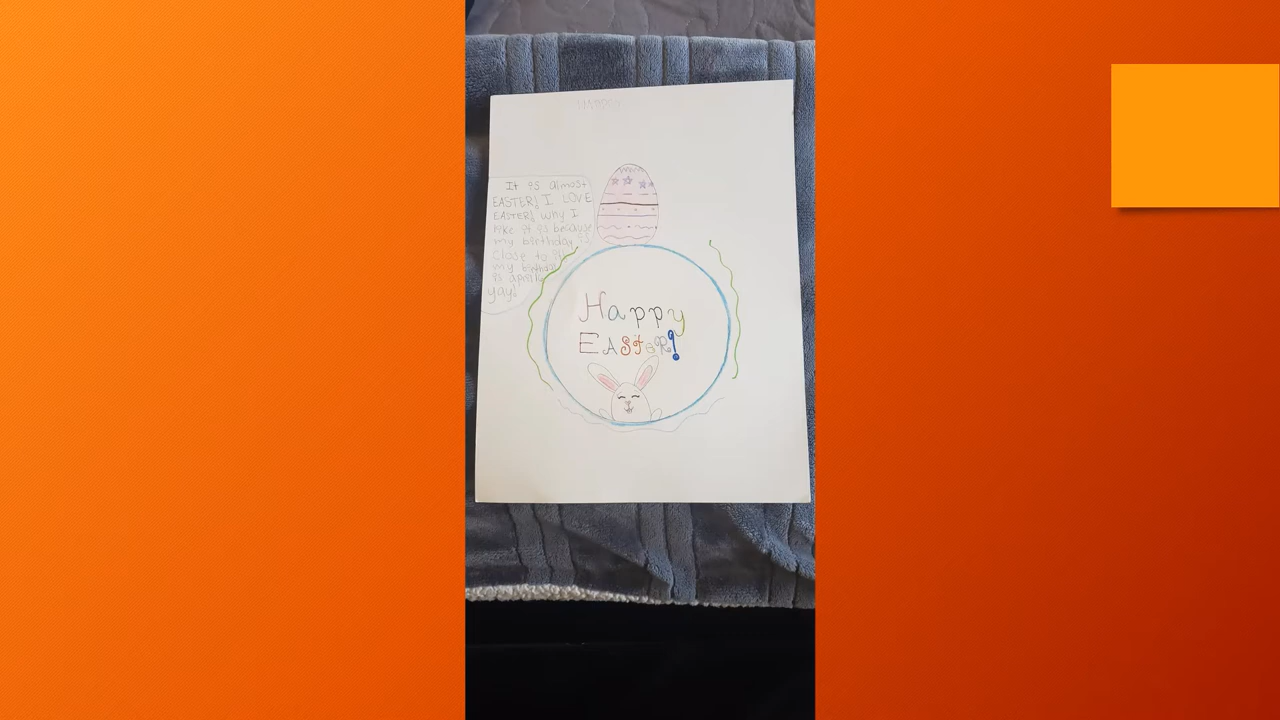 HAPPY
It is almost
EASTER! I LOVE
EASTER! why I
like it is because
my birthday is
Close to it!
my birthday
is april
yay!
Happy
EASTER!